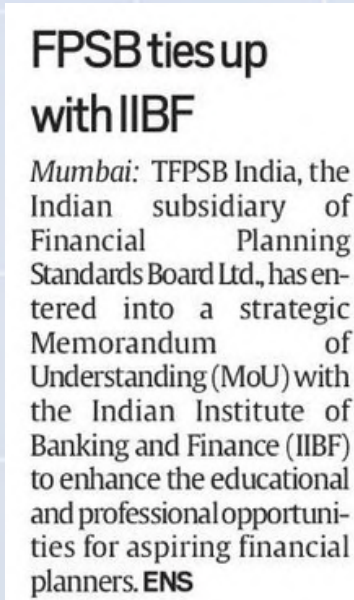 FPSB ties up
with IIBF
Mumbai: TFPSB India, the
Indian subsidiary of
Financial Planning
Standards Board Ltd., has en-
tered into a strategic
Memorandum of
Understanding (MoU) with
the Indian Institute of
Banking and Finance (IIBF)
to enhance the educational
and professional opportuni-
ties for aspiring financial
planners. ENS